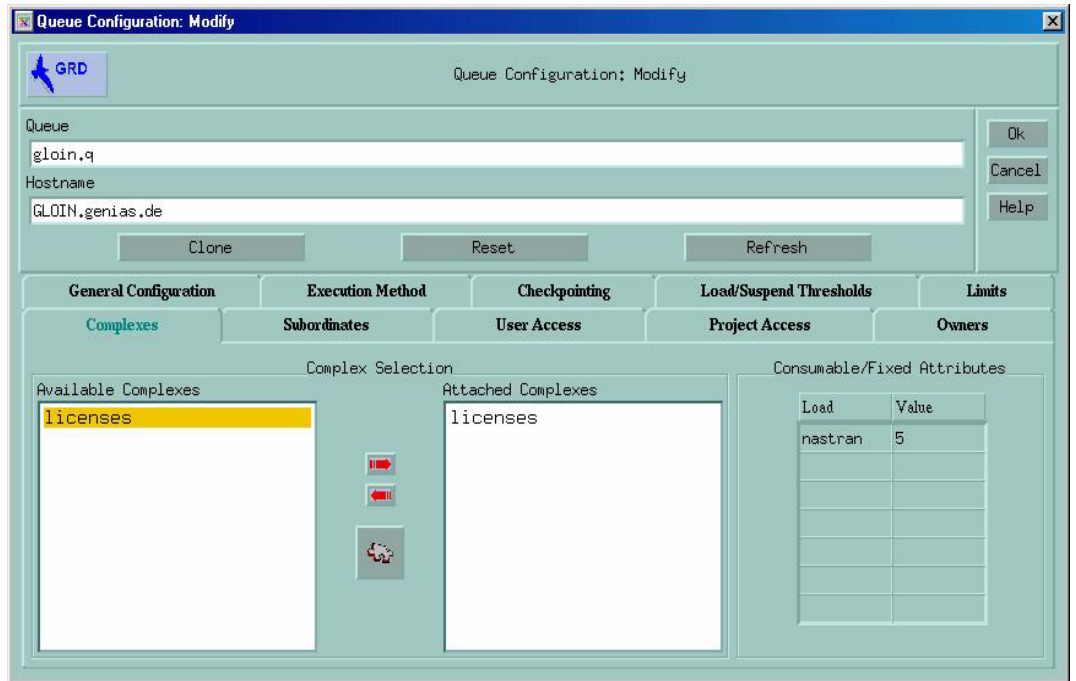 Queue Configuration: Modify
GRD
Queue Configuration: Modify
Queue
gloin.q
Hostname
GLOIN.genias.de
Ok
Cancel
Help
Clone Reset Refresh
General Configuration Execution Method Checkpointing Load/Suspend Thresholds Limits
Complexes Subordinates User Access Project Access Owners
Complex Selection
Available Complexes
licenses
Attached Complexes
licenses
Consumable/Fixed Attributes
Load Value
nastran 5